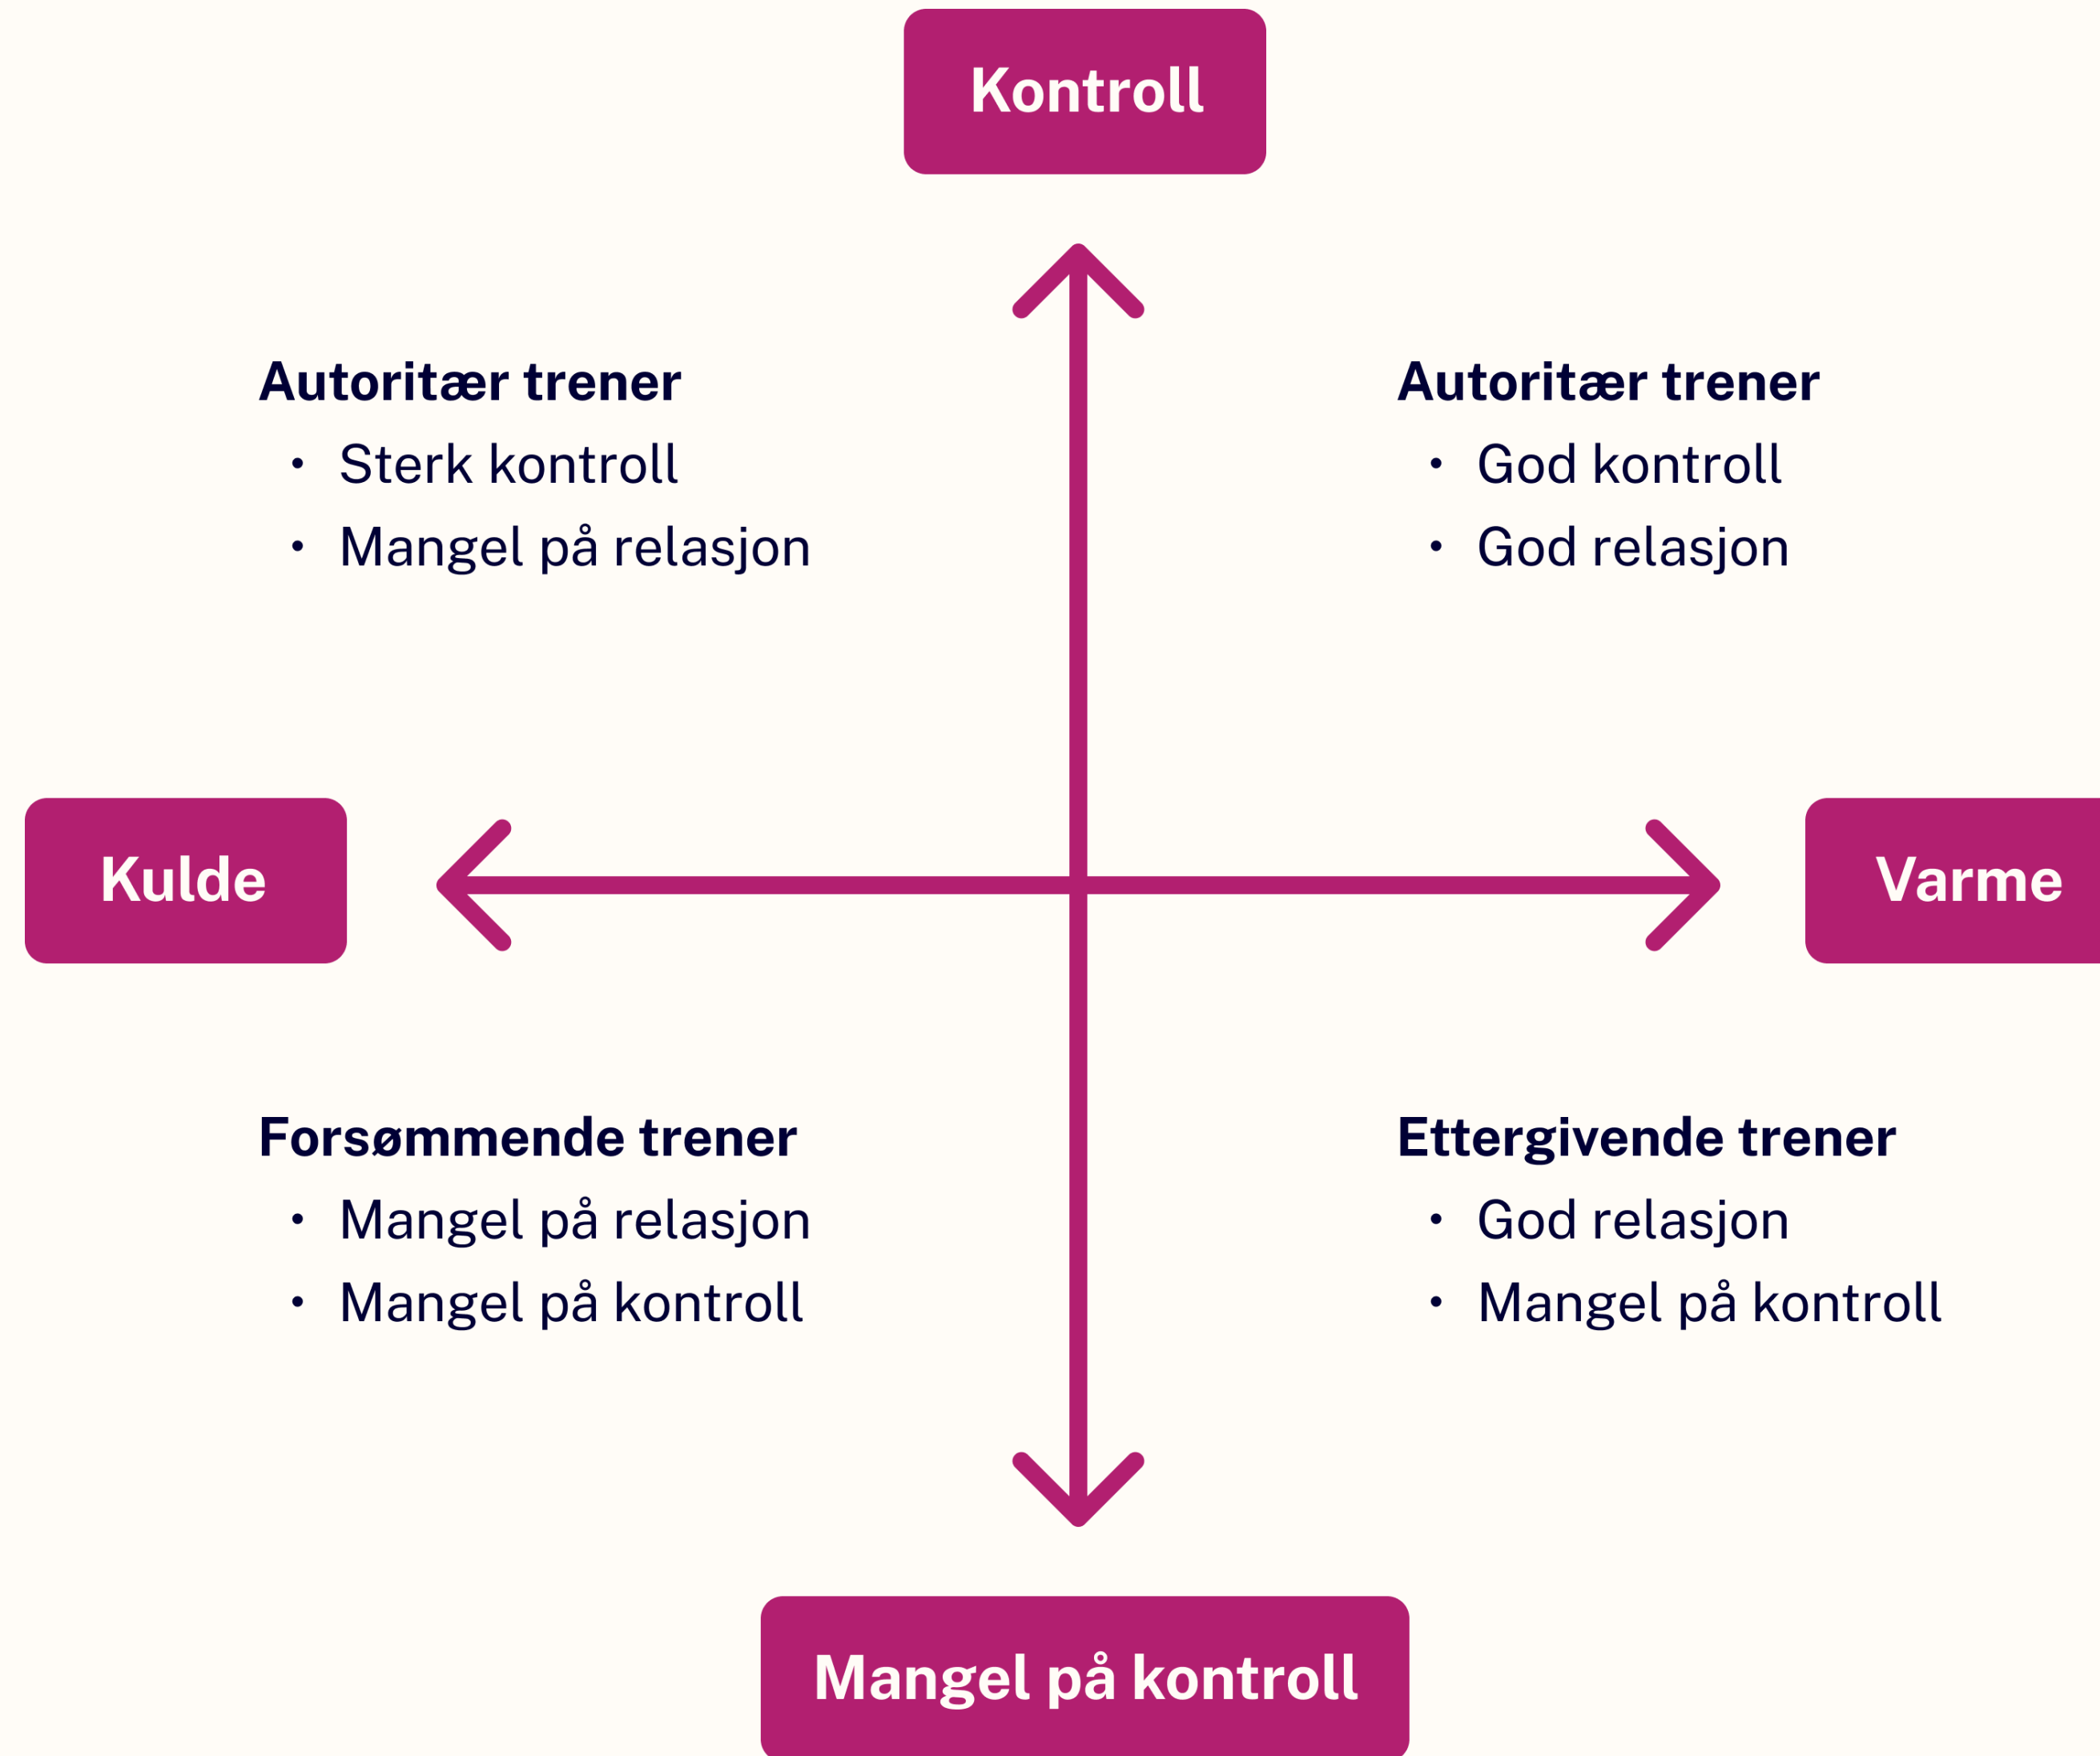 Kontroll
Autoritær trener
• Sterk kontroll
• Mangel på relasjon
Autoritær trener
• God kontroll
• God relasjon
Kulde
Varme
Forsømmende trener
• Mangel på relasjon
• Mangel på kontroll
Ettergivende trener
• God relasjon
• Mangel på kontroll
Mangel på kontroll